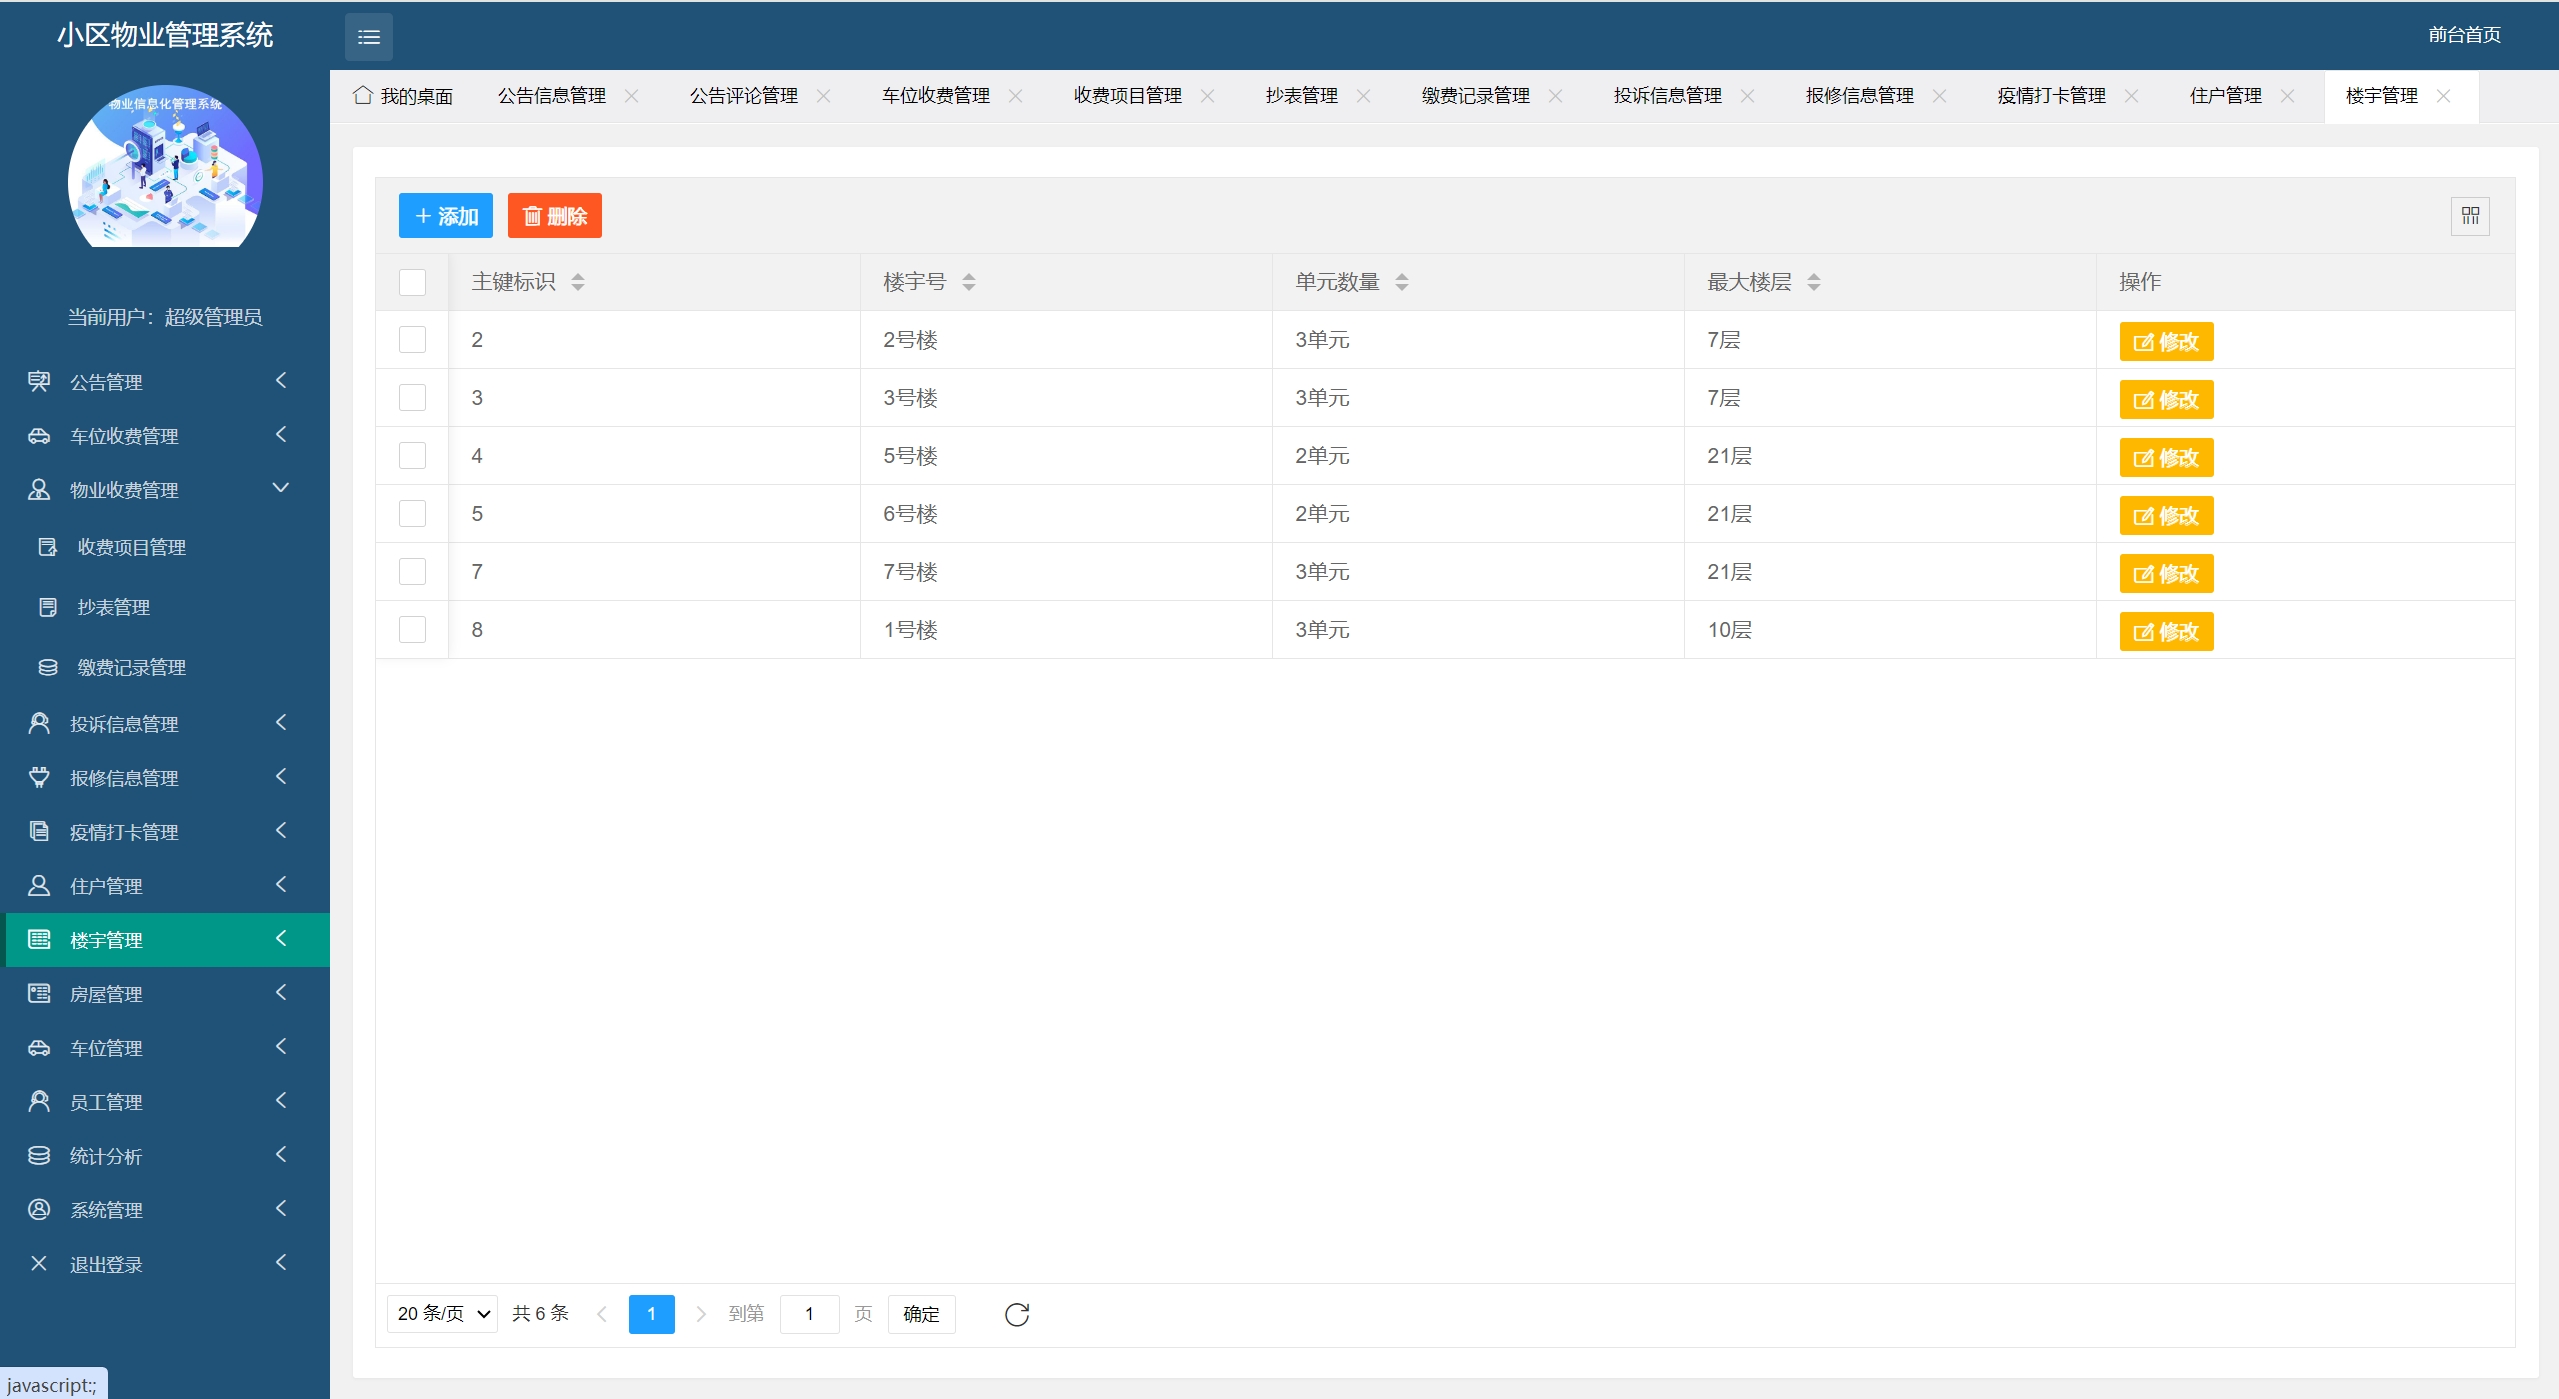 小区物业管理系统
前台首页
物业信息化管理系统
当前用户：超级管理员
公告管理
车位收费管理
物业收费管理
收费项目管理
抄表管理
缴费记录管理
投诉信息管理
报修信息管理
疫情打卡管理
住户管理
楼宇管理
房屋管理
车位管理
员工管理
统计分析
系统管理
退出登录
javascript:;
我的桌面 公告信息管理 公告评论管理 车位收费管理 收费项目管理 抄表管理 缴费记录管理 投诉信息管理 报修信息管理 疫情打卡管理 住户管理 楼宇管理
添加 删除
主键标识 楼宇号 单元数量 最大楼层 操作
2 2号楼 3单元 7层 修改
3 3号楼 3单元 7层 修改
4 5号楼 2单元 21层 修改
5 6号楼 2单元 21层 修改
7 7号楼 3单元 21层 修改
8 1号楼 3单元 10层 修改
20 条/页 共 6 条 1 到第 1 页 确定